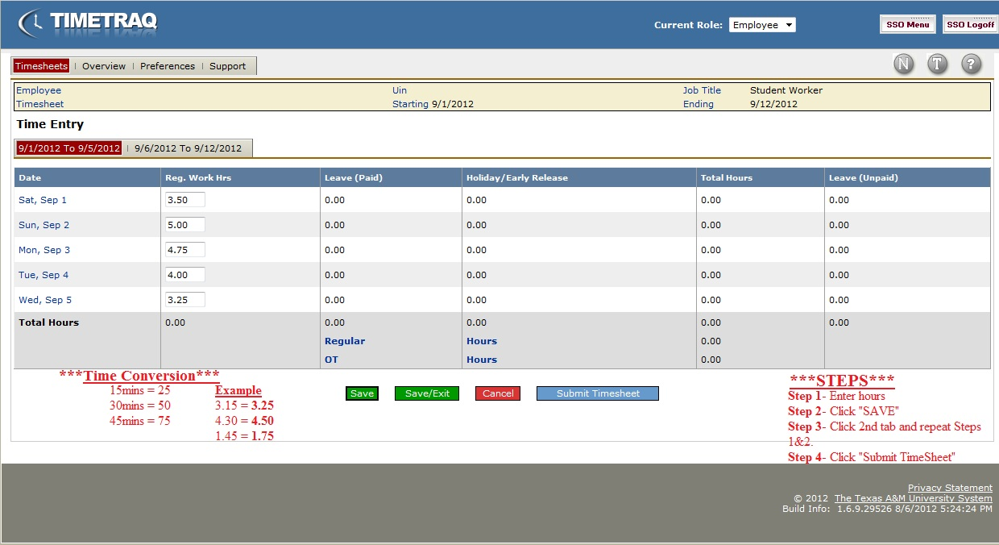 TIMETRAQ
Current Role: Employee
SSO Menu SSO Logoff
Timesheets | Overview | Preferences | Support
N T ?
Employee Uin Job Title Student Worker
Timesheet Starting 9/1/2012 Ending 9/12/2012
Time Entry
9/1/2012 To 9/5/2012 | 9/6/2012 To 9/12/2012
Date Reg. Work Hrs Leave (Paid) Holiday/Early Release Total Hours Leave (Unpaid)
Sat, Sep 1 3.50 0.00 0.00 0.00 0.00
Sun, Sep 2 5.00 0.00 0.00 0.00 0.00
Mon, Sep 3 4.75 0.00 0.00 0.00 0.00
Tue, Sep 4 4.00 0.00 0.00 0.00 0.00
Wed, Sep 5 3.25 0.00 0.00 0.00 0.00
Total Hours 0.00 0.00 0.00 0.00 0.00
Regular Hours 0.00
OT Hours 0.00
***Time Conversion***
15mins = 25
30mins = 50
45mins = 75
Example
3.15 = 3.25
4.30 = 4.50
1.45 = 1.75
Save Save/Exit Cancel Submit Timesheet
***STEPS***
Step 1- Enter hours
Step 2- Click "SAVE"
Step 3- Click 2nd tab and repeat Steps
1&2.
Step 4- Click "Submit TimeSheet"
Privacy Statement
© 2012 The Texas A&M University System
Build Info: 1.6.9.29526 8/6/2012 5:24:24 PM